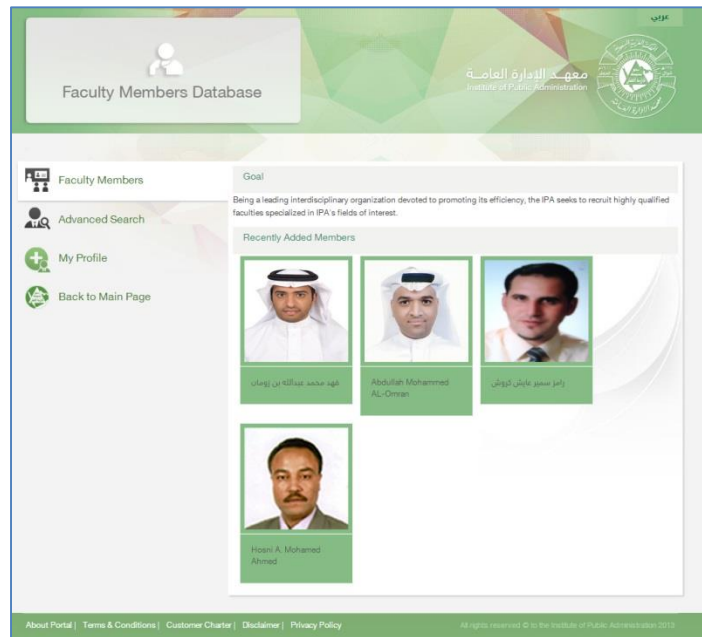 عربي
Faculty Members Database
معهد الإدارة العامة
Institute of Public Administration
Faculty Members
Advanced Search
My Profile
Back to Main Page
Goal
Being a leading interdisciplinary organization devoted to promoting its efficiency, the IPA seeks to recruit highly qualified
faculties specialized in IPA's fields of interest.
Recently Added Members
فهد محمد عبدالله بن زومان
Abdullah Mohammed
AL-Omran
رامز سمير عايش كروش
Hosni A. Mohamed
Ahmed
About Portal | Terms & Conditions | Customer Charter | Disclaimer | Privacy Policy
All rights reserved © to the Institute of Public Administration 2013